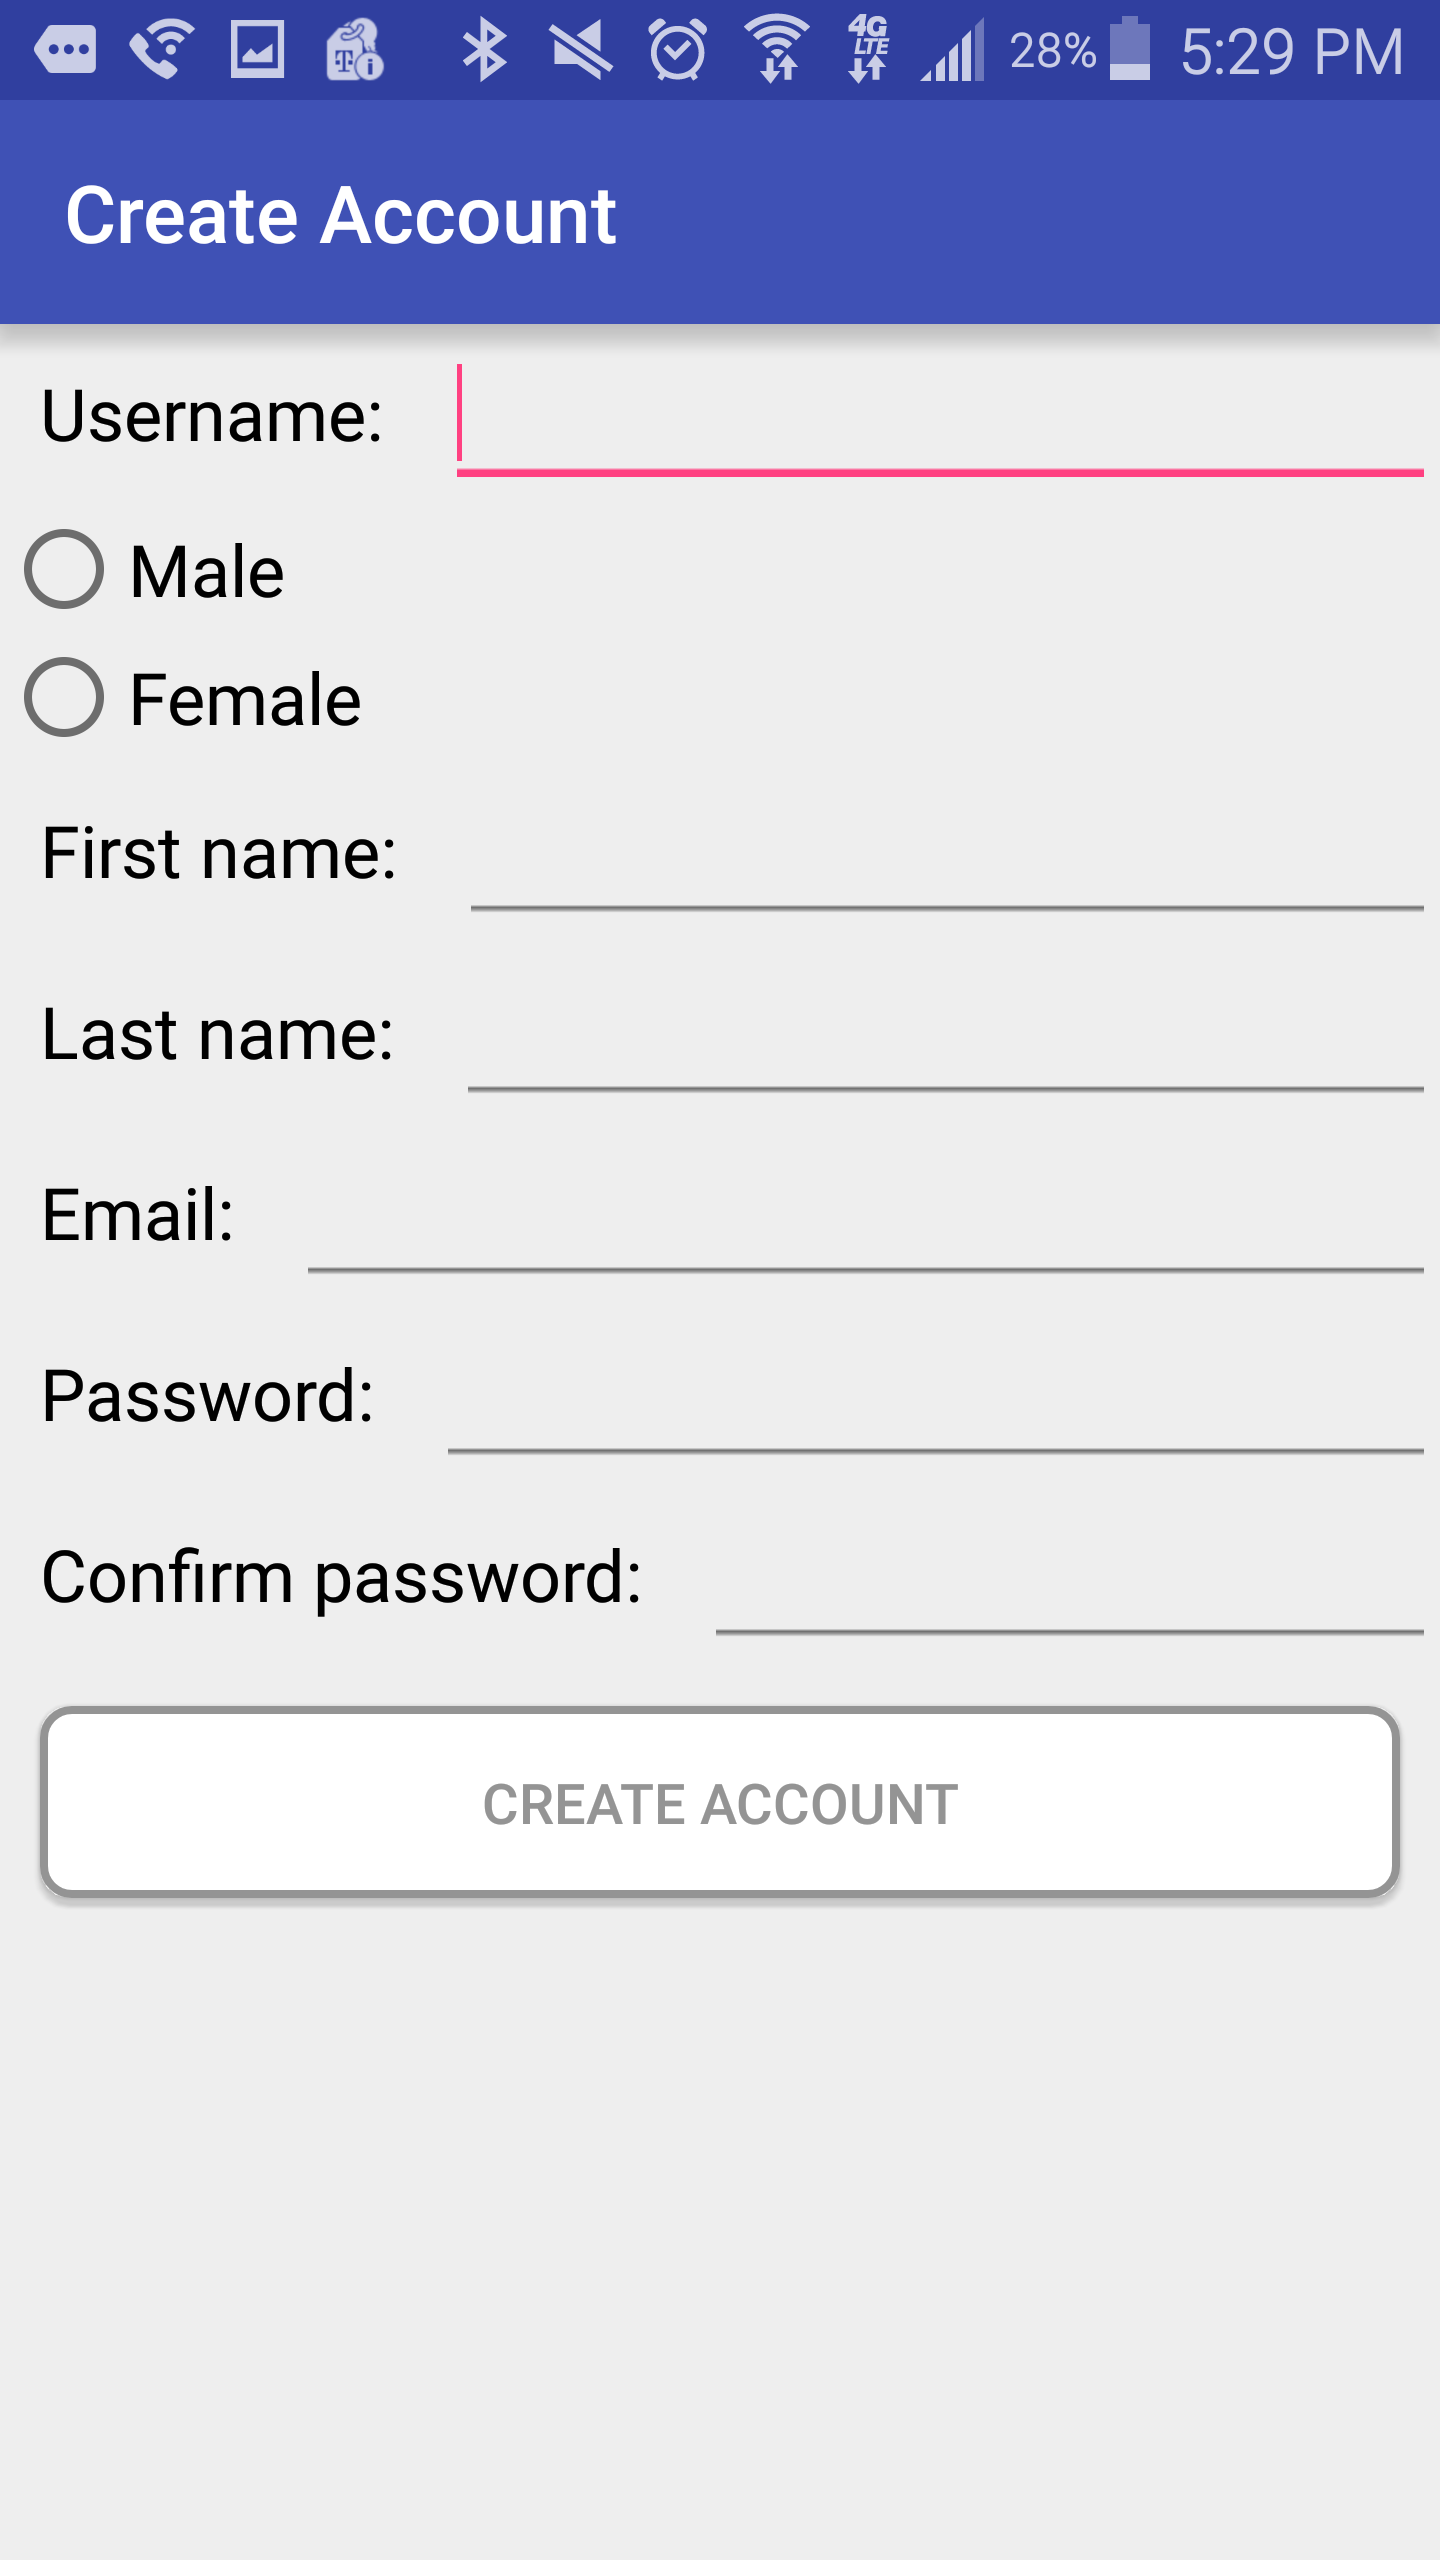 4G LTE 28% 5:29 PM
Create Account
Username:
Male
Female
First name:
Last name:
Email:
Password:
Confirm password:
CREATE ACCOUNT